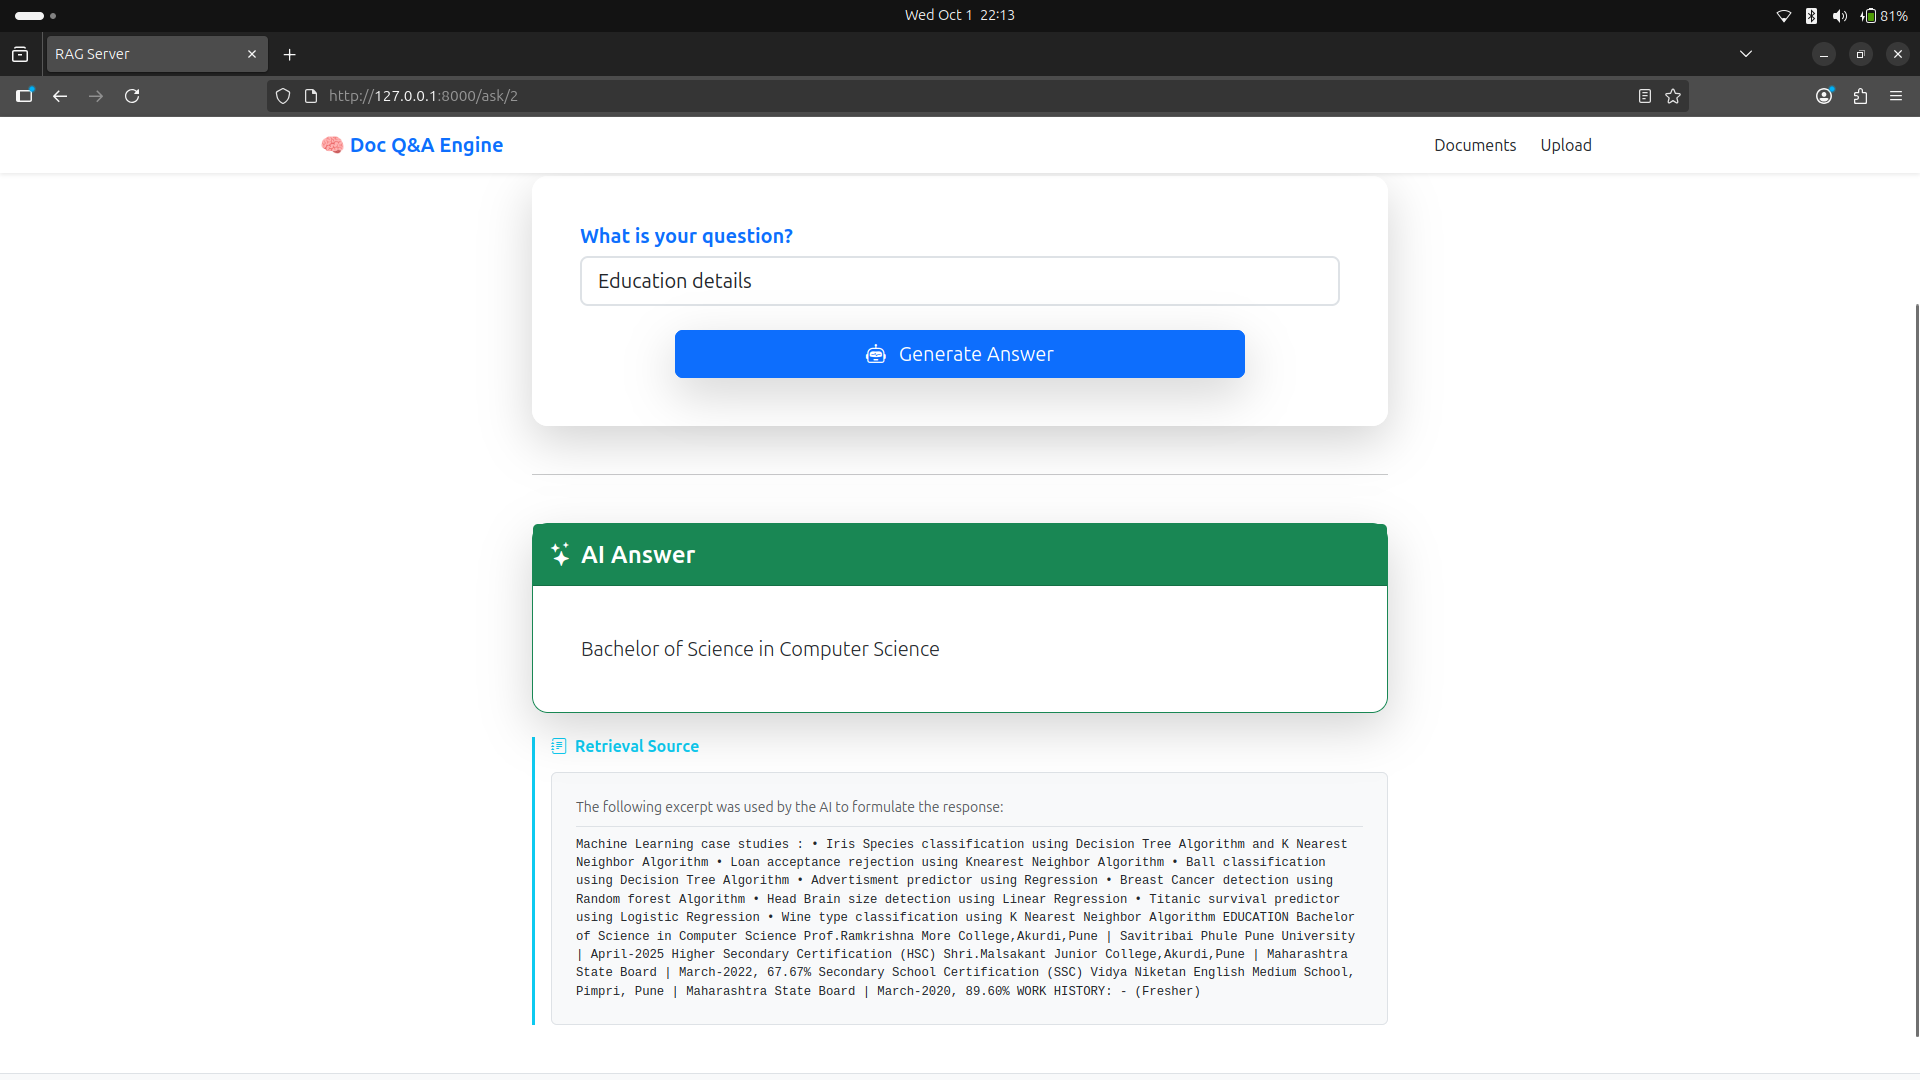 Wed Oct 1 22:13
81%
RAG Server
http://127.0.0.1:8000/ask/2
Doc Q&A Engine
Documents
Upload
What is your question?
Education details
Generate Answer
AI Answer
Bachelor of Science in Computer Science
Retrieval Source
The following excerpt was used by the AI to formulate the response:
Machine Learning case studies : • Iris Species classification using Decision Tree Algorithm and K Nearest
Neighbor Algorithm • Loan acceptance rejection using Knearest Neighbor Algorithm • Ball classification
using Decision Tree Algorithm • Advertisment predictor using Regression • Breast Cancer detection using
Random forest Algorithm • Head Brain size detection using Linear Regression • Titanic survival predictor
using Logistic Regression • Wine type classification using K Nearest Neighbor Algorithm EDUCATION Bachelor
of Science in Computer Science Prof.Ramkrishna More College,Akurdi,Pune | Savitribai Phule Pune University
| April-2025 Higher Secondary Certification (HSC) Shri.Malsakant Junior College,Akurdi,Pune | Maharashtra
State Board | March-2022, 67.67% Secondary School Certification (SSC) Vidya Niketan English Medium School,
Pimpri, Pune | Maharashtra State Board | March-2020, 89.60% WORK HISTORY: - (Fresher)